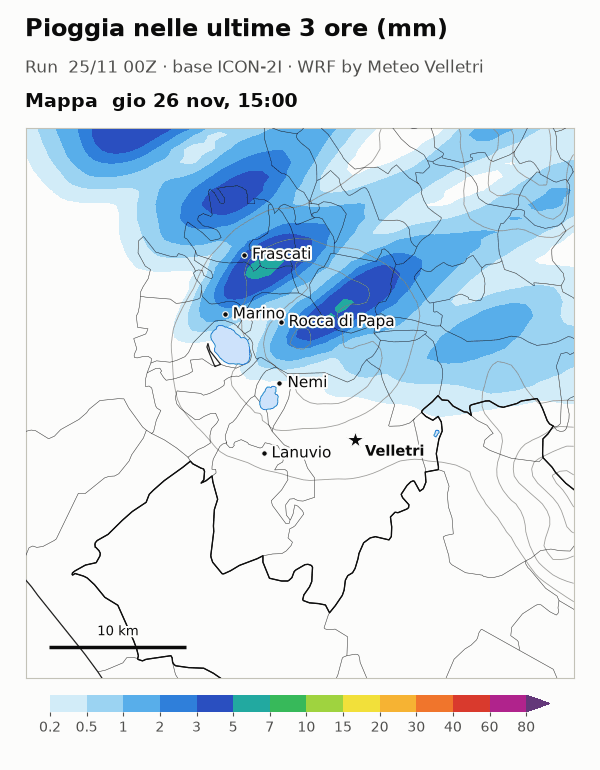 Pioggia nelle ultime 3 ore (mm)
Run  25/11 00Z · base ICON-2I · WRF by Meteo Velletri
Mappa  gio 26 nov, 15:00
Frascati
Marino
Rocca di Papa
Nemi
Velletri
Lanuvio
10 km
0.2 0.5 1 2 3 5 7 10 15 20 30 40 60 80